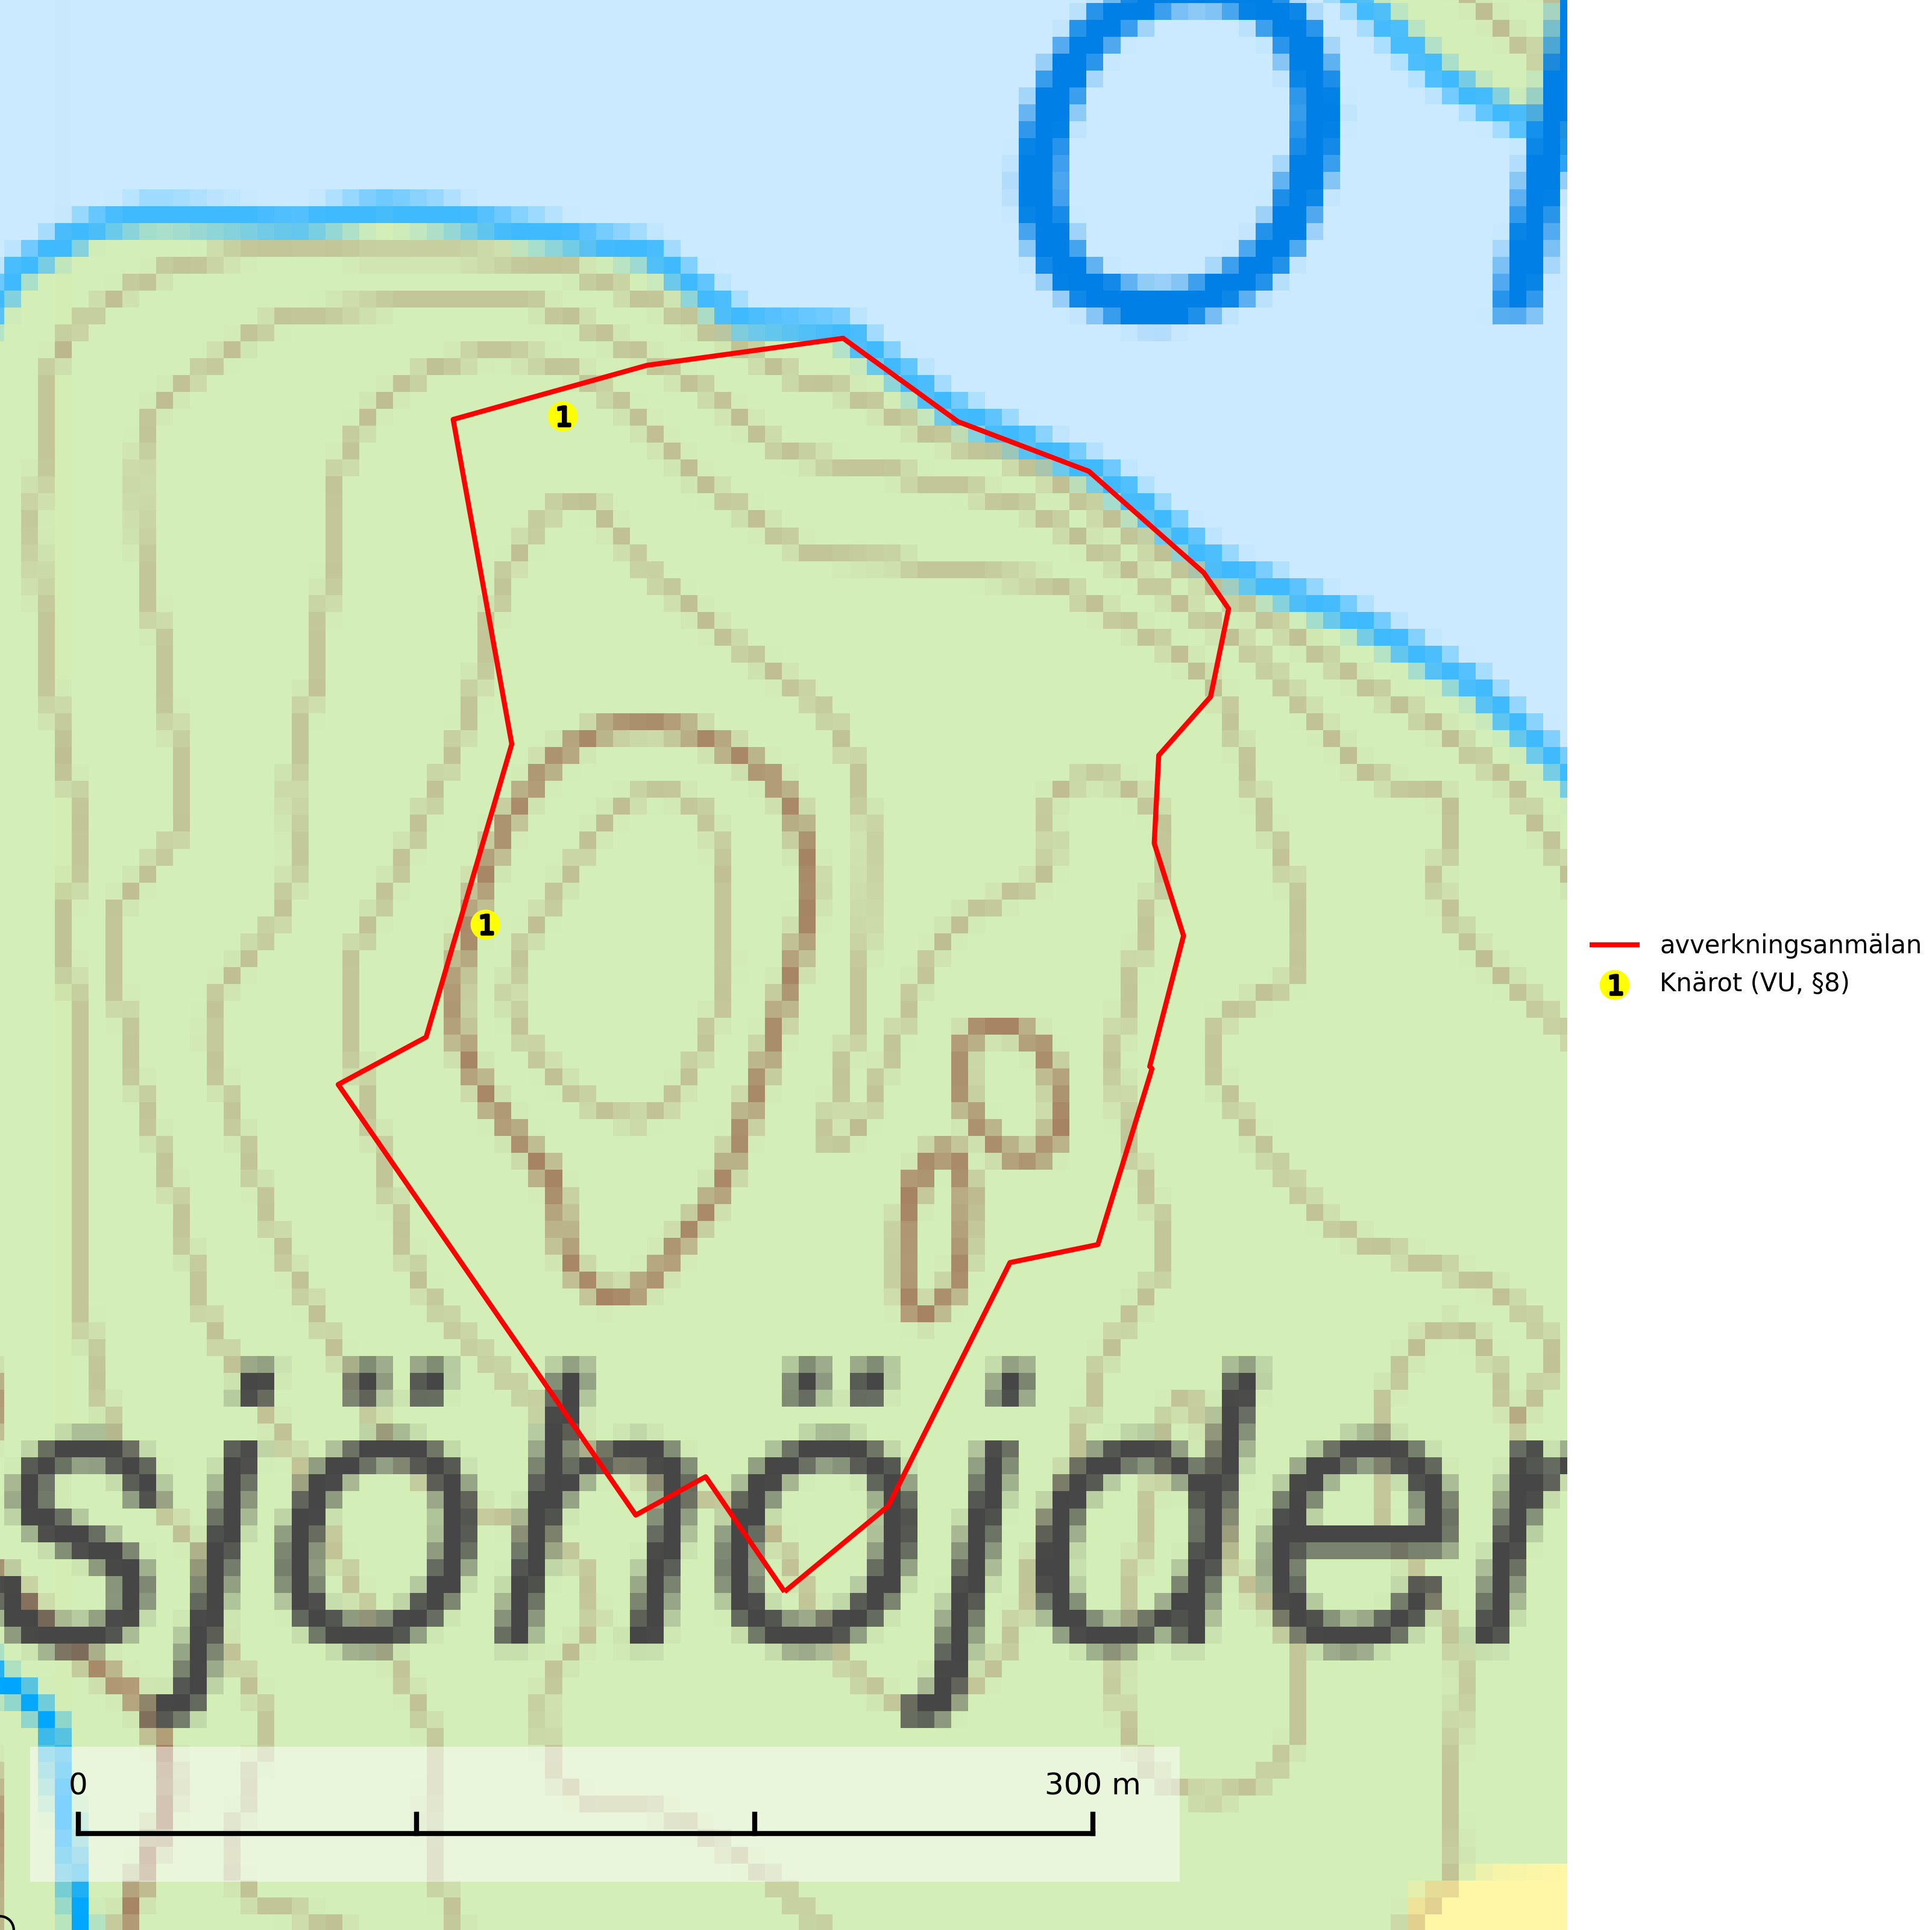 1
1
avverkningsanmälan
1 Knärot (VU, §8)
sjöhöjder
0 300 m